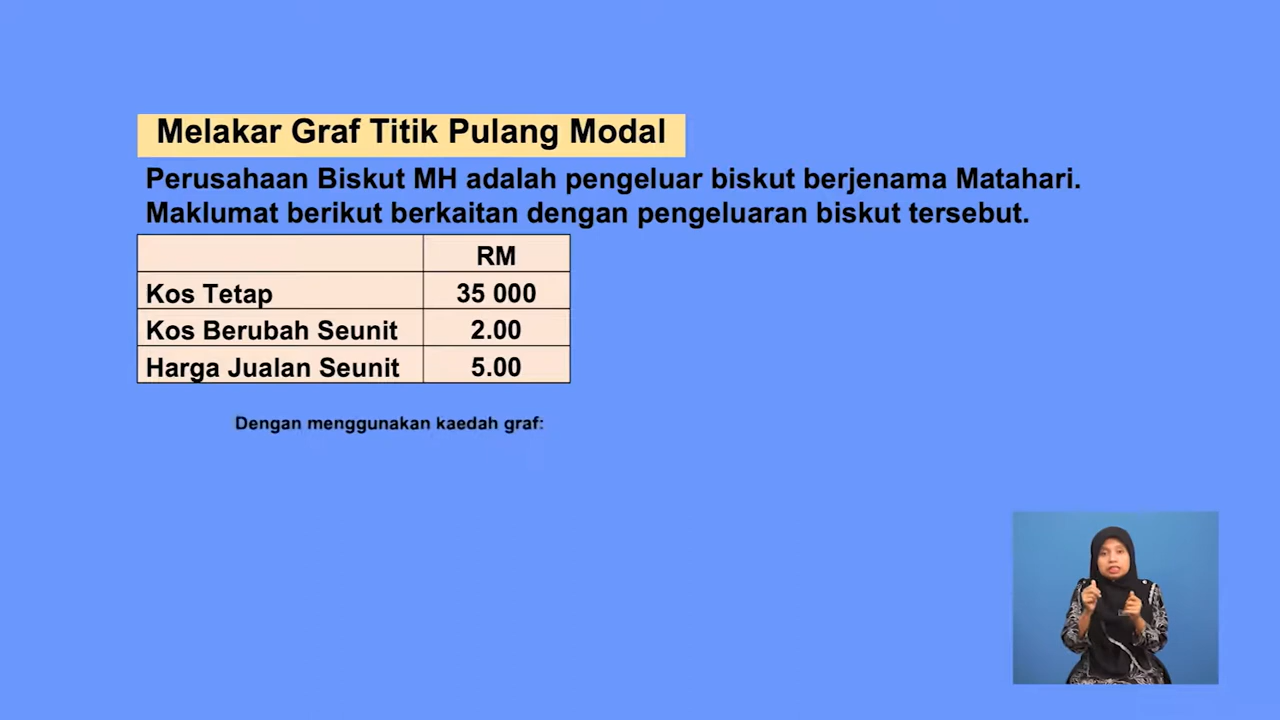 Melakar Graf Titik Pulang Modal
Perusahaan Biskut MH adalah pengeluar biskut berjenama Matahari.
Maklumat berikut berkaitan dengan pengeluaran biskut tersebut.
RM
Kos Tetap 35 000
Kos Berubah Seunit 2.00
Harga Jualan Seunit 5.00
Dengan menggunakan kaedah graf: